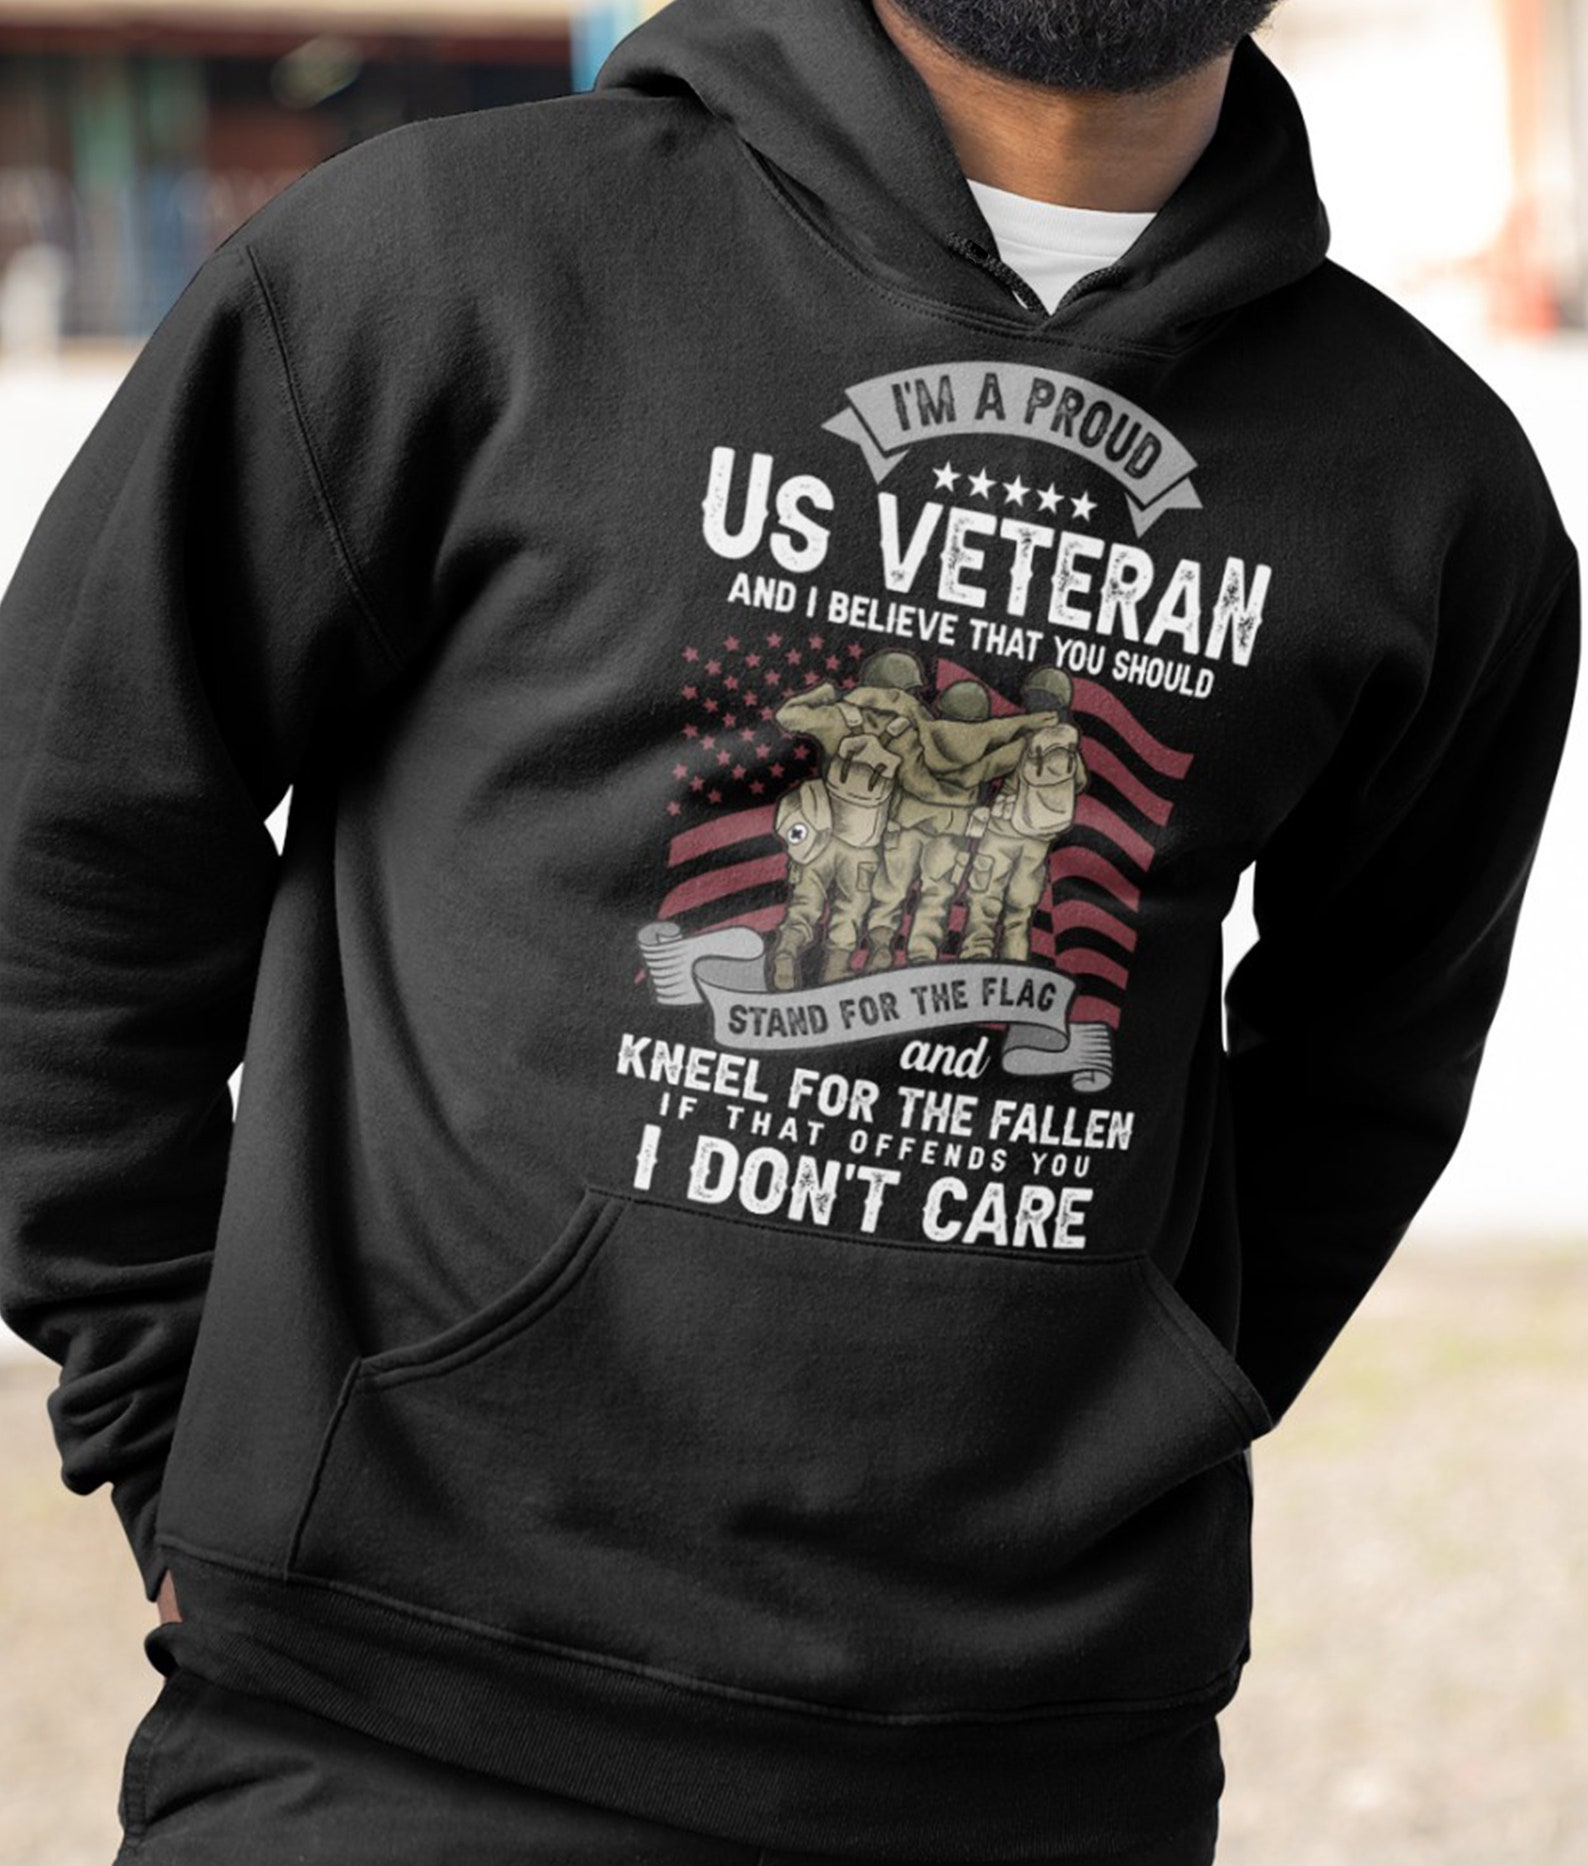 I'M A PROUD
US VETERAN
AND I BELIEVE THAT YOU SHOULD
STAND FOR THE FLAG
and
KNEEL FOR THE FALLEN
IF THAT OFFENDS YOU
I DON'T CARE